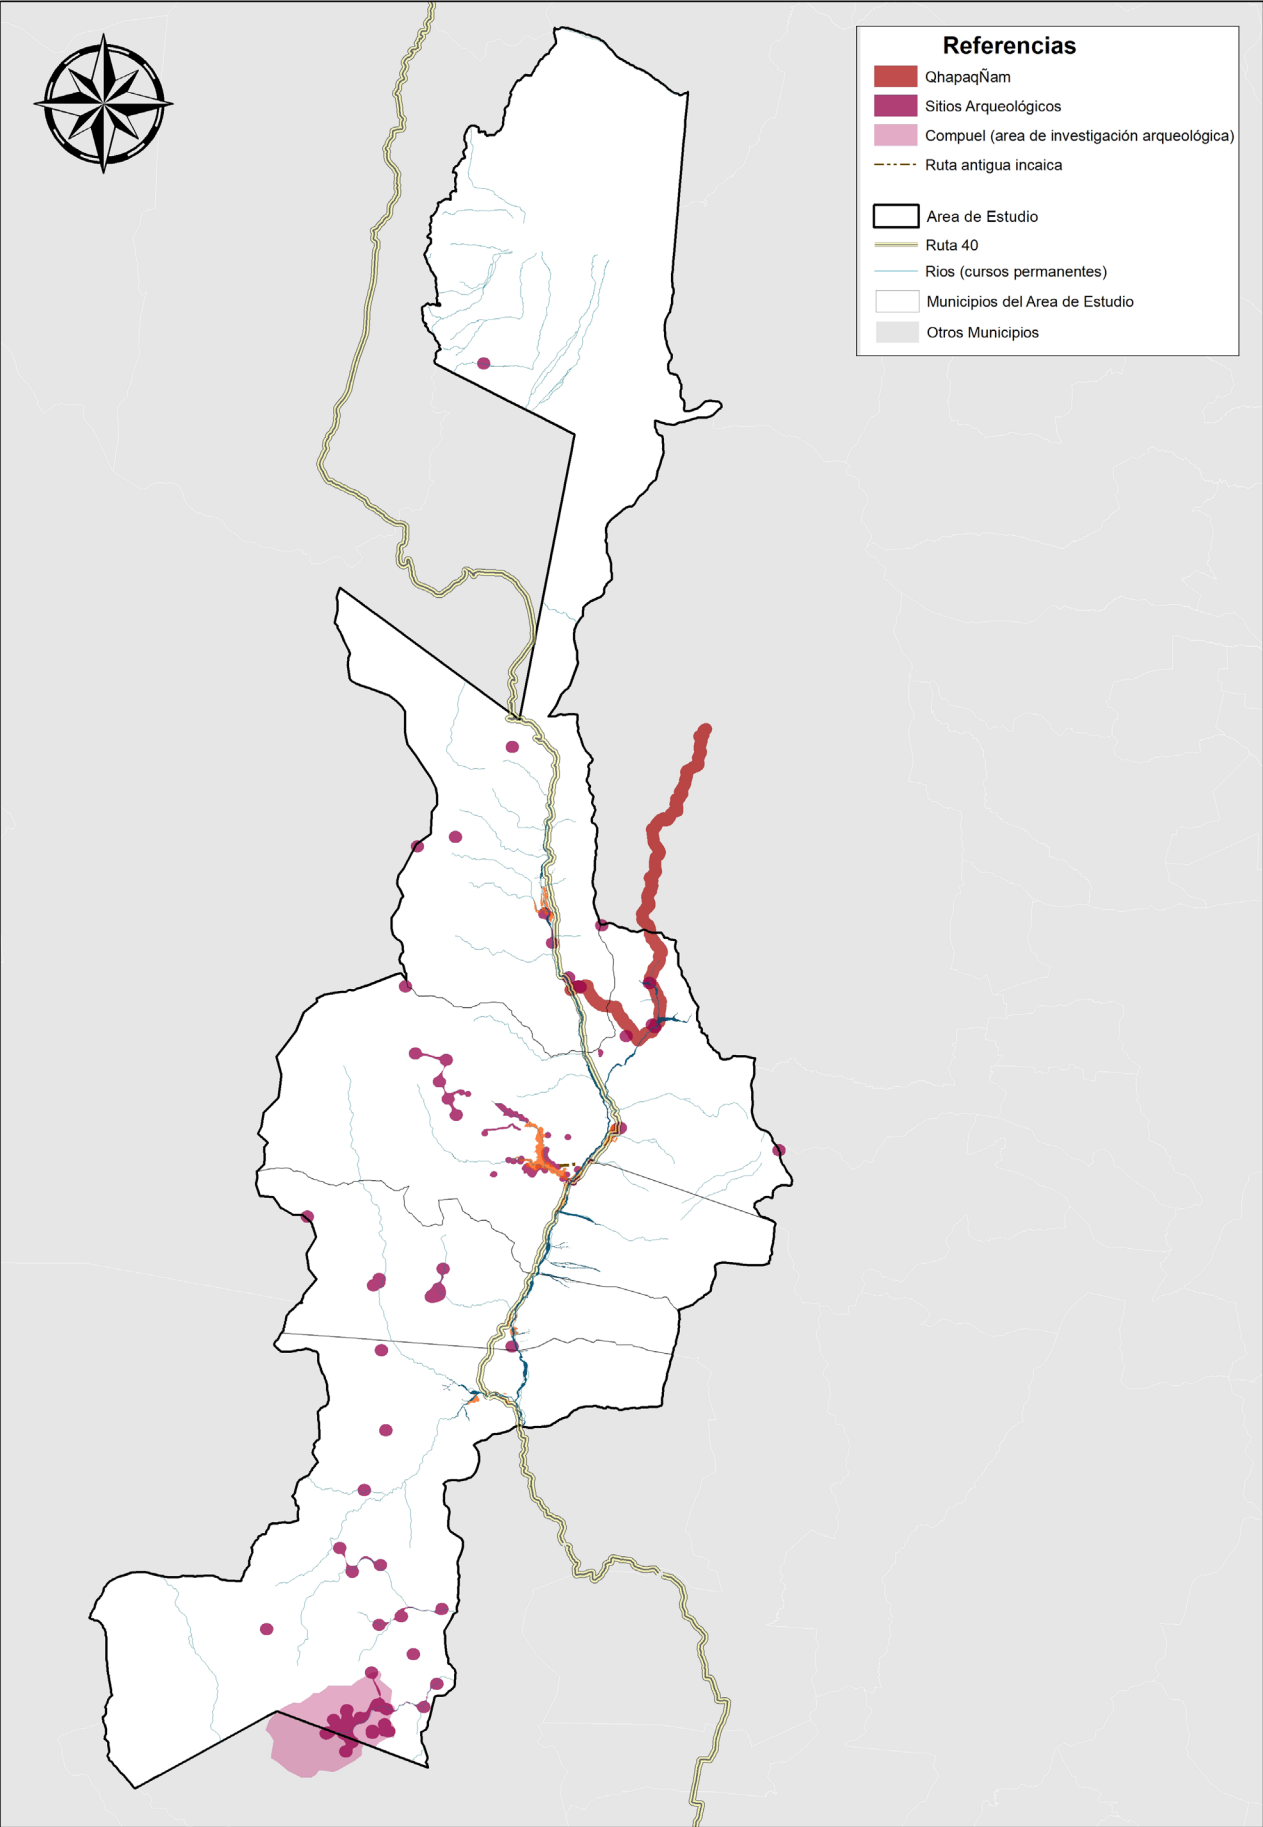 Referencias
QhapaqÑam
Sitios Arqueológicos
Compuel (area de investigación arqueológica)
Ruta antigua incaica
Area de Estudio
Ruta 40
Rios (cursos permanentes)
Municipios del Area de Estudio
Otros Municipios